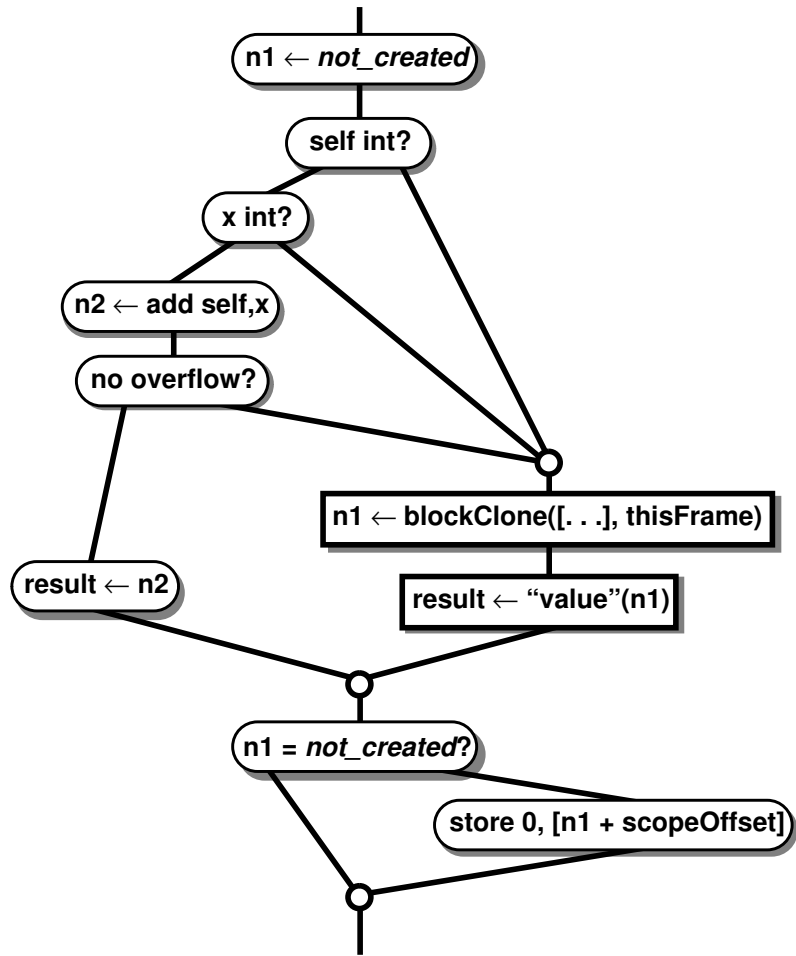 n1 ← not_created
self int?
x int?
n2 ← add self,x
no overflow?
n1 ← blockClone([. . .], thisFrame)
result ← n2
result ← “value”(n1)
n1 = not_created?
store 0, [n1 + scopeOffset]